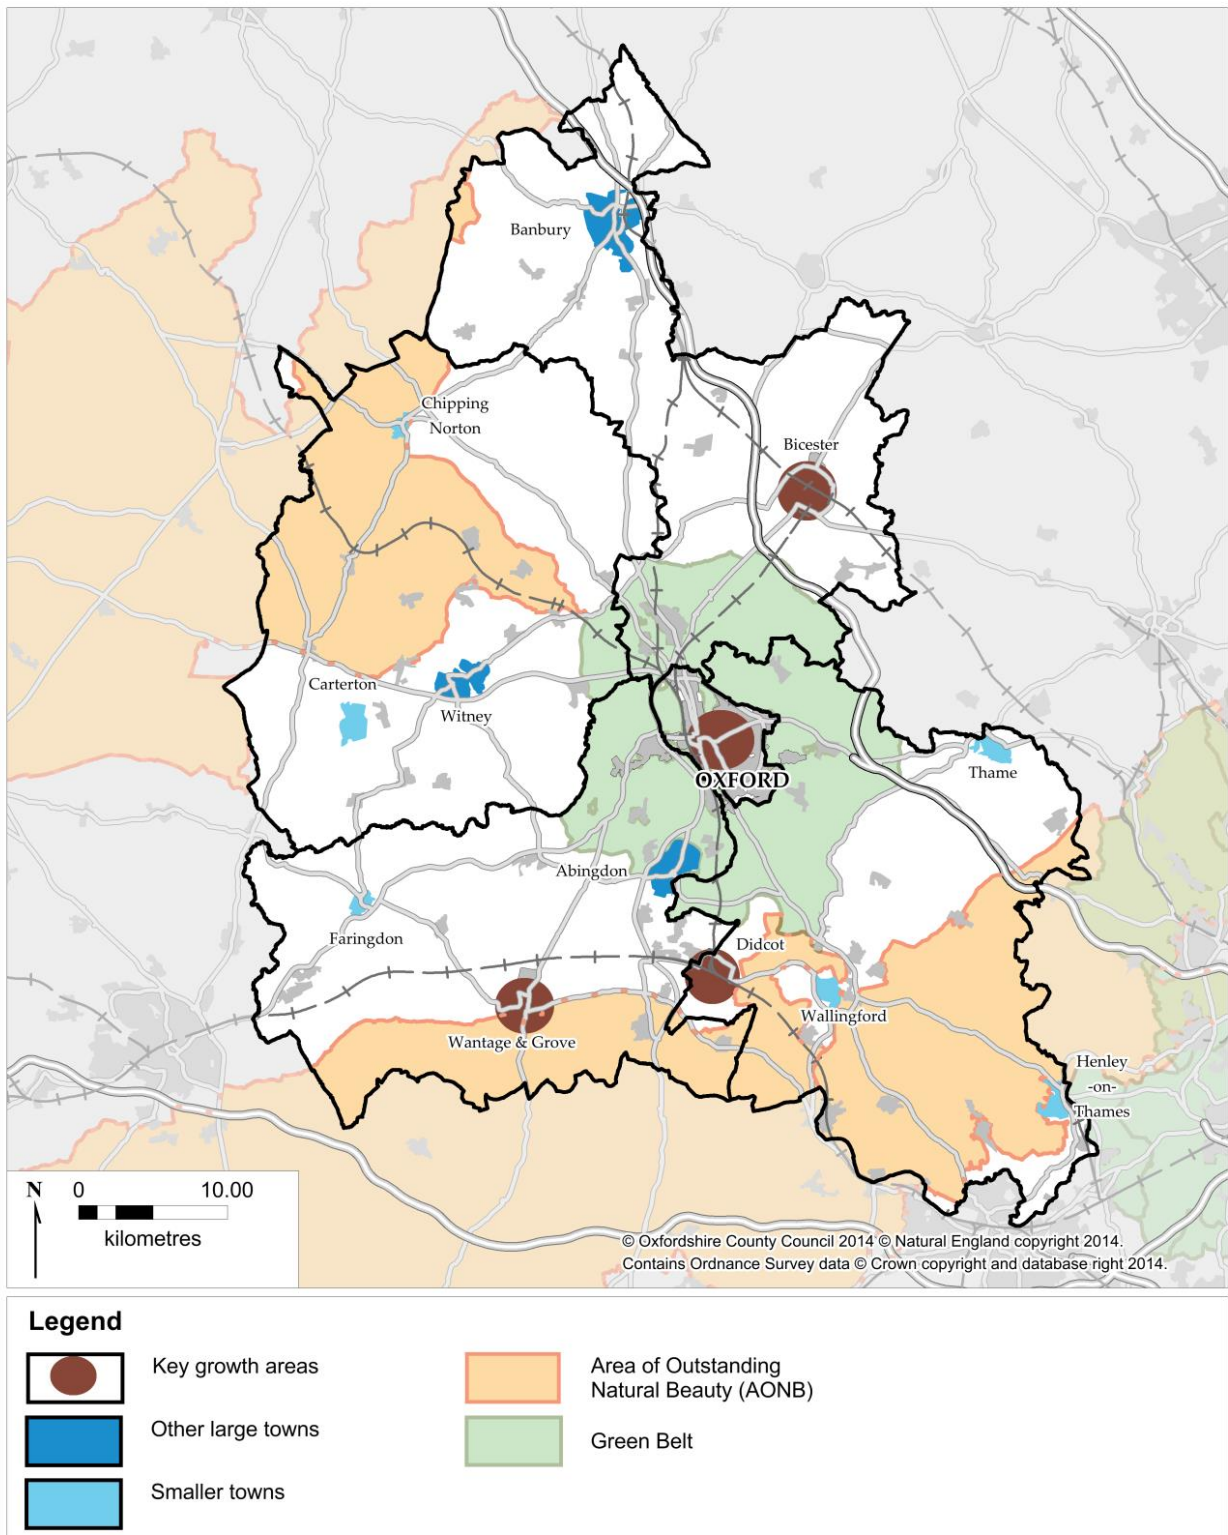 Banbury
Chipping
Norton
Bicester
Carterton
Witney
OXFORD
Thame
Abingdon
Faringdon
Didcot
Wallingford
Wantage & Grove
Henley
-on-
Thames
N
0 10.00
kilometres
© Oxfordshire County Council 2014 © Natural England copyright 2014.
Contains Ordnance Survey data © Crown copyright and database right 2014.
Legend
Key growth areas
Other large towns
Smaller towns
Area of Outstanding
Natural Beauty (AONB)
Green Belt